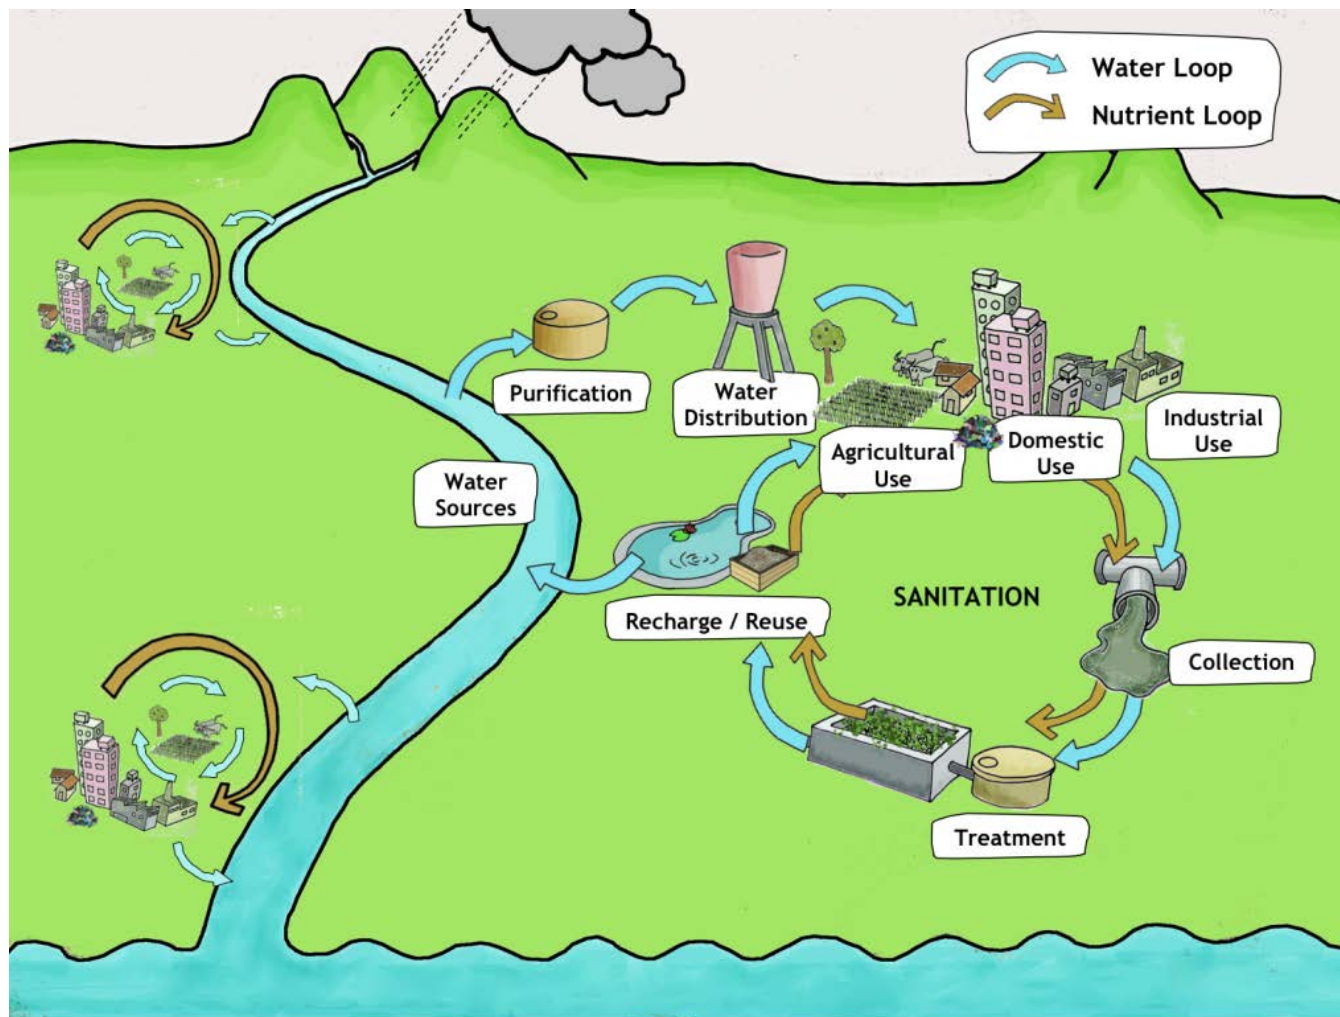 Water Loop
Nutrient Loop
Purification
Water
Distribution
Agricultural
Use
Domestic
Use
Industrial
Use
Water
Sources
Recharge / Reuse
SANITATION
Collection
Treatment